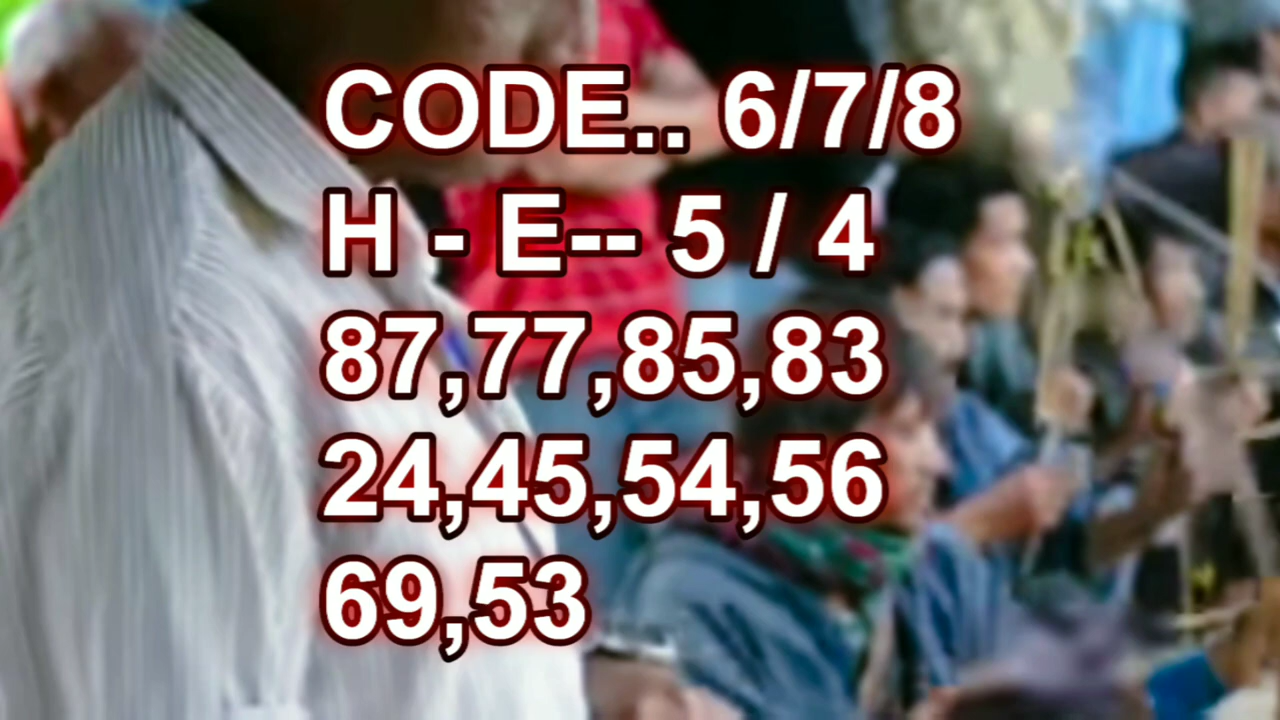 CODE.. 6/7/8
H - E-- 5 / 4
87,77,85,83
24,45,54,56
69,53